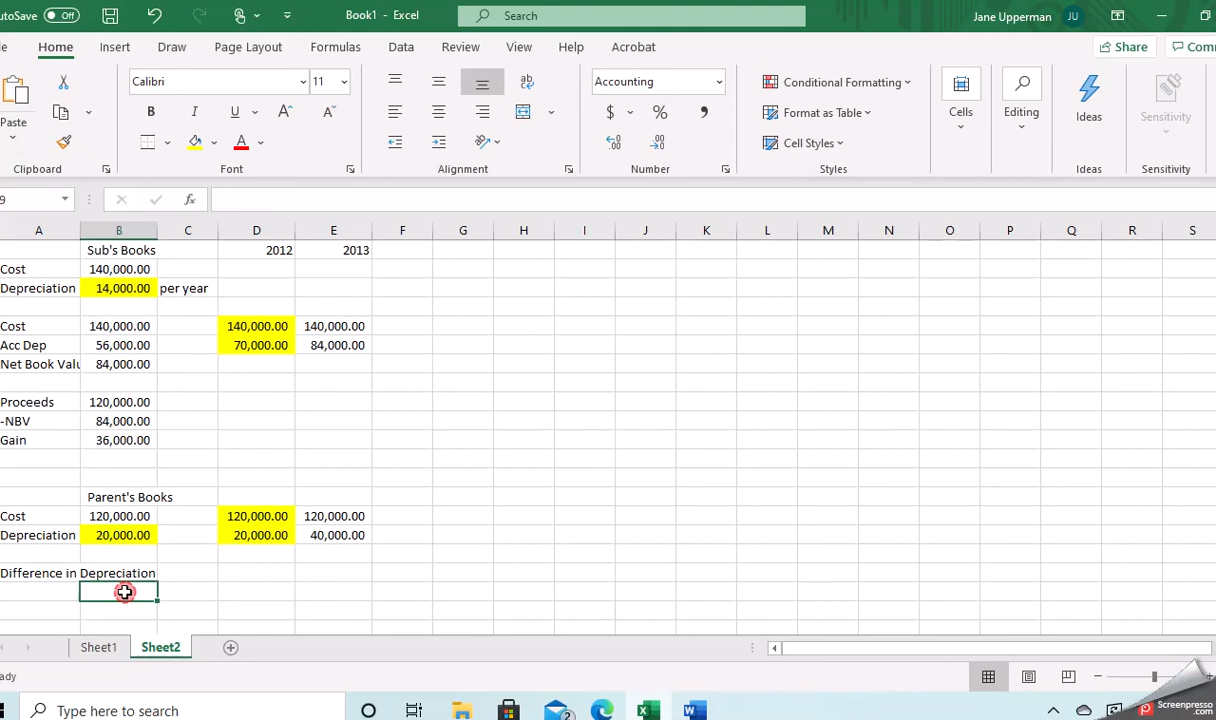 utoSave Off Book1 - Excel Search Jane Upperman JU
e Home Insert Draw Page Layout Formulas Data Review View Help Acrobat Share Com
Paste Calibri 11 Accounting Conditional Formatting Format as Table Cell Styles Cells Editing Ideas Sensitivity
B I U A A A ab $ % ,
Clipboard Font Alignment Number Styles Ideas Sensitivity
9 fx
A B C D E F G H I J K L M N O P Q R S
Sub's Books 2012 2013
Cost 140,000.00
Depreciation 14,000.00 per year
Cost 140,000.00 140,000.00 140,000.00
Acc Dep 56,000.00 70,000.00 84,000.00
Net Book Valu 84,000.00
Proceeds 120,000.00
-NBV 84,000.00
Gain 36,000.00
Parent's Books
Cost 120,000.00 120,000.00 120,000.00
Depreciation 20,000.00 20,000.00 40,000.00
Difference in Depreciation
Sheet1 Sheet2
ady
Type here to search 2 Screenpresso.com